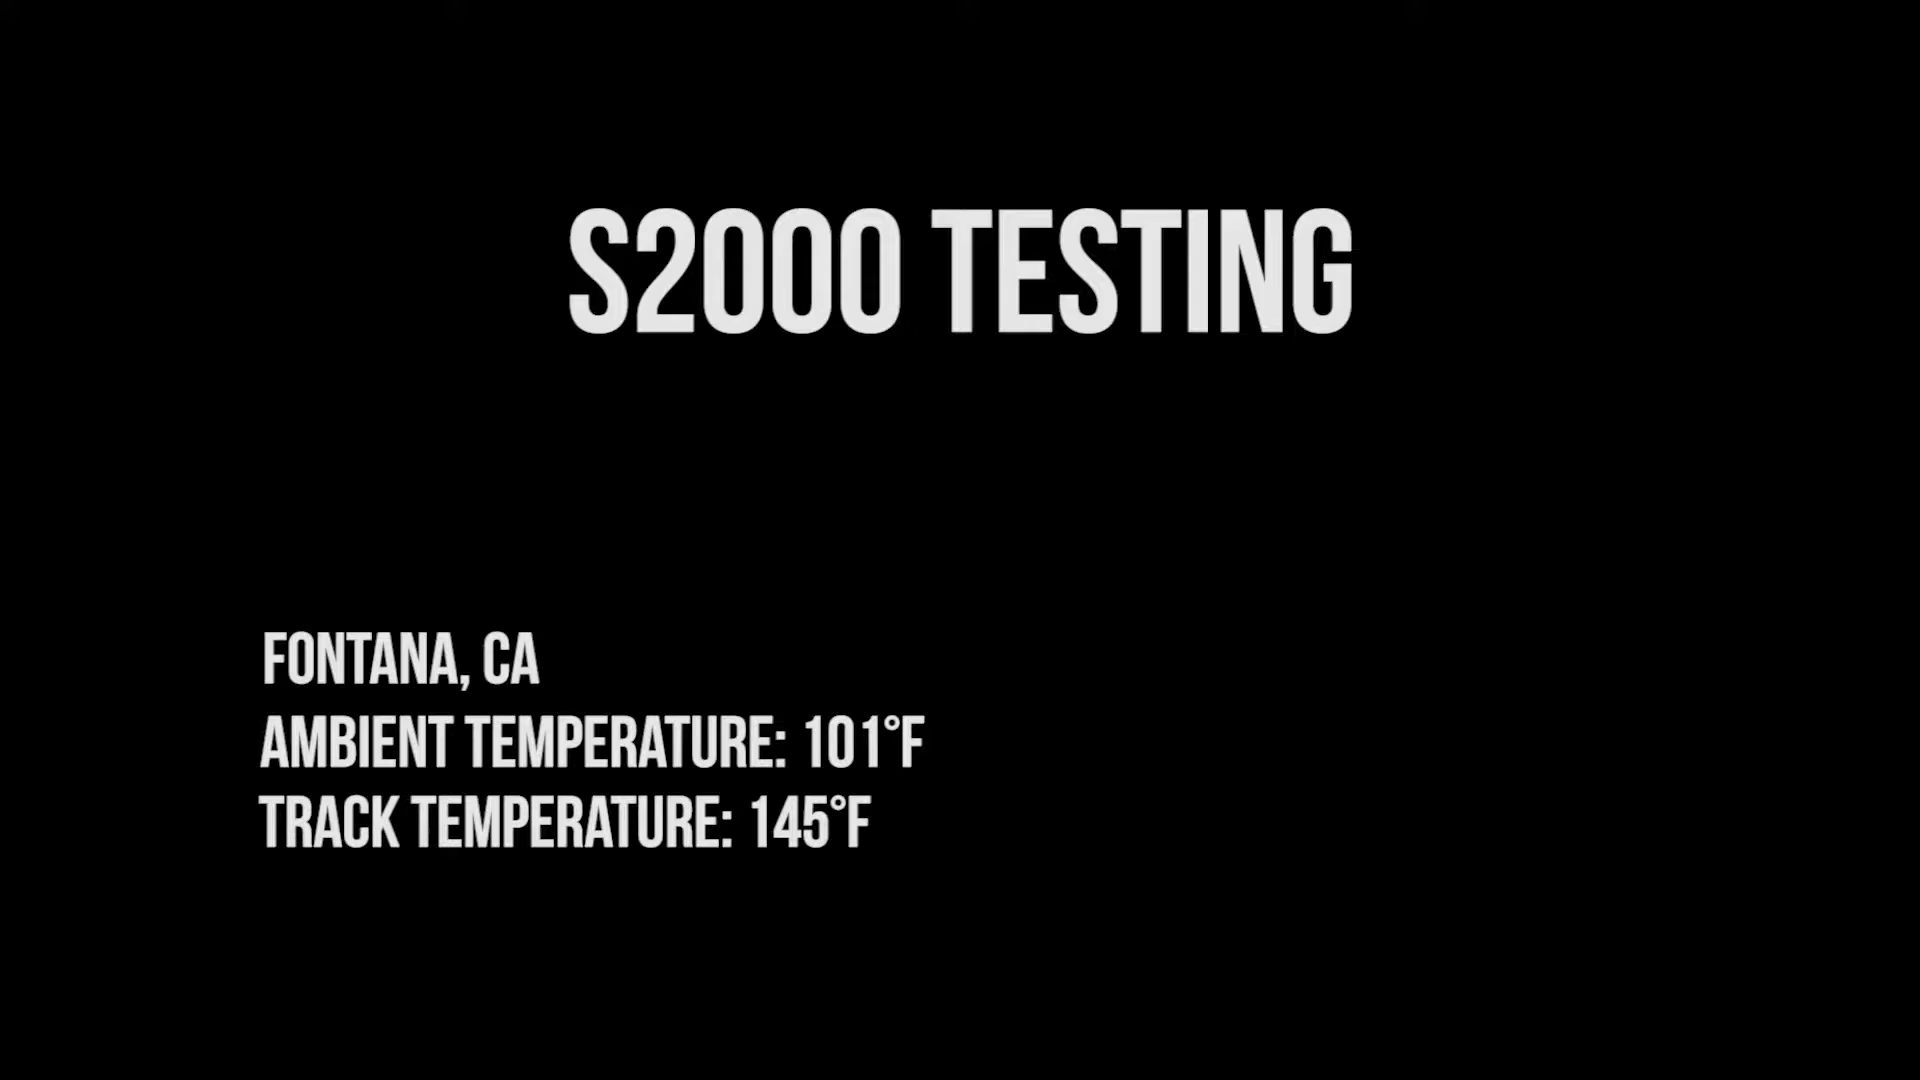 S2000 TESTING
FONTANA, CA
AMBIENT TEMPERATURE: 101°F
TRACK TEMPERATURE: 145°F